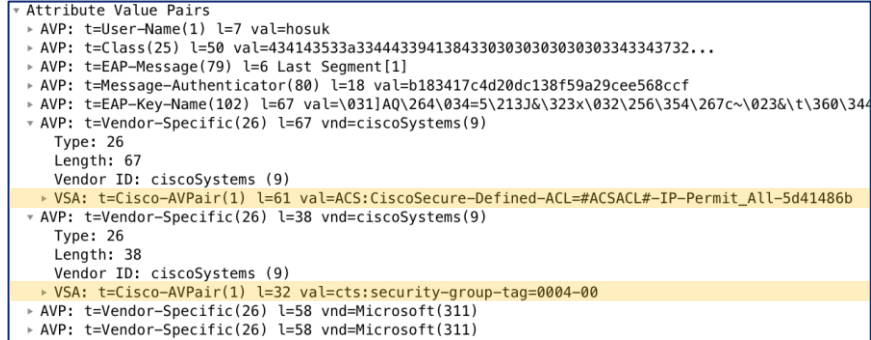 Attribute Value Pairs
AVP: t=User-Name(1) l=7 val=hosuk
AVP: t=Class(25) l=50 val=434143533a33444339413843303030303030303343343732...
AVP: t=EAP-Message(79) l=6 Last Segment[1]
AVP: t=Message-Authenticator(80) l=18 val=b183417c4d20dc138f59a29cee568ccf
AVP: t=EAP-Key-Name(102) l=67 val=\031]AQ\264\034=5\213J&\323x\032\256\354\267c~\023&\t\360\344
AVP: t=Vendor-Specific(26) l=67 vnd=ciscoSystems(9)
Type: 26
Length: 67
Vendor ID: ciscoSystems (9)
VSA: t=Cisco-AVPair(1) l=61 val=ACS:CiscoSecure-Defined-ACL=#ACSACL#-IP-Permit_All-5d41486b
AVP: t=Vendor-Specific(26) l=38 vnd=ciscoSystems(9)
Type: 26
Length: 38
Vendor ID: ciscoSystems (9)
VSA: t=Cisco-AVPair(1) l=32 val=cts:security-group-tag=0004-00
AVP: t=Vendor-Specific(26) l=58 vnd=Microsoft(311)
AVP: t=Vendor-Specific(26) l=58 vnd=Microsoft(311)